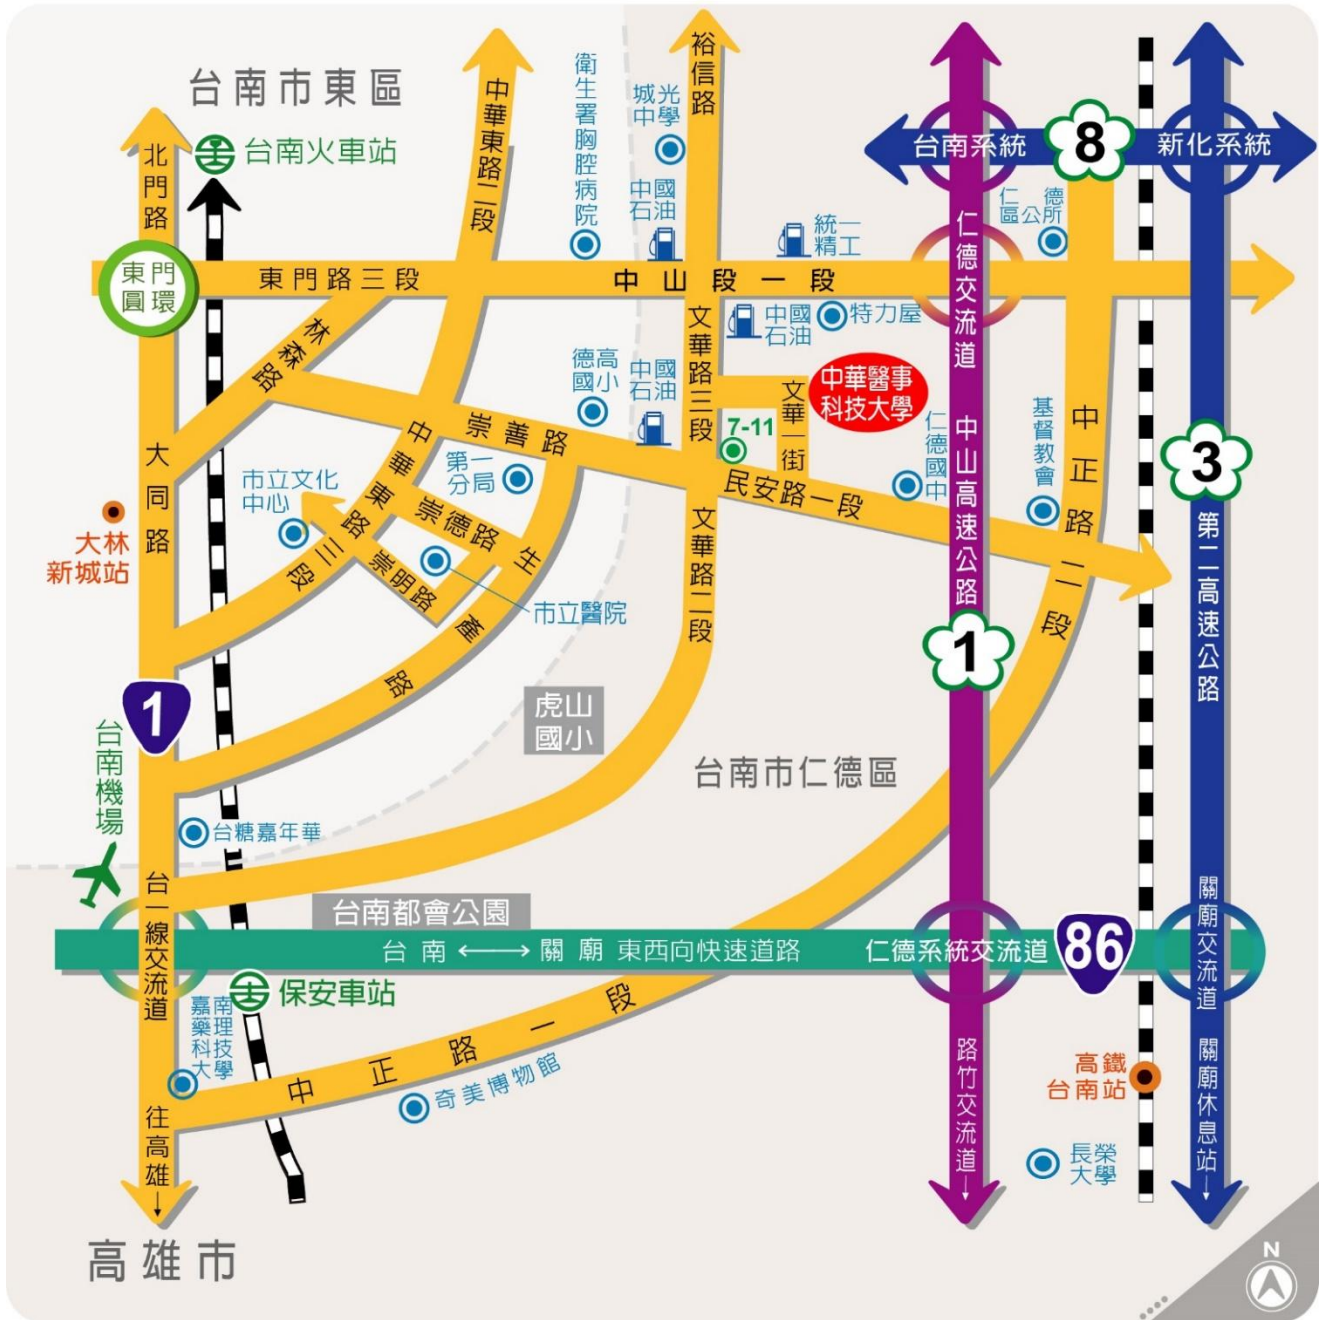 台南市東區
台南火車站
北門路
東門
圓環
東門路三段
中華東路二段
衛生署胸腔病院
光學
城中
中國
石油
裕信路
中山段一段
統一
精工
台南系統
8
新化系統
仁德
區公所
仁德交流道
林森路
德高
國小
中國
石油
文華路三段
中國
石油
特力屋
文華一街
中華醫事
科技大學
7-11
崇善路
中華東路三段
第一
分局
市立文化
中心
崇德路
崇明路
市立醫院
生產路
民安路一段
仁德國中
中山高速公路
1
基督教會
中正路二段
3
第二高速公路
大同路
大林
新城站
1
台南機場
台糖嘉年華
文華路二段
虎山
國小
台南市仁德區
台南都會公園
台南 ←→ 關廟 東西向快速道路
仁德系統交流道
86
台一線交流道
關廟交流道
保安車站
嘉南
藥理
科技
大學
中正路一段
奇美博物館
路竹交流道↓
高鐵
台南站
長榮
大學
關廟休息站↓
往高雄↓
高雄市
N